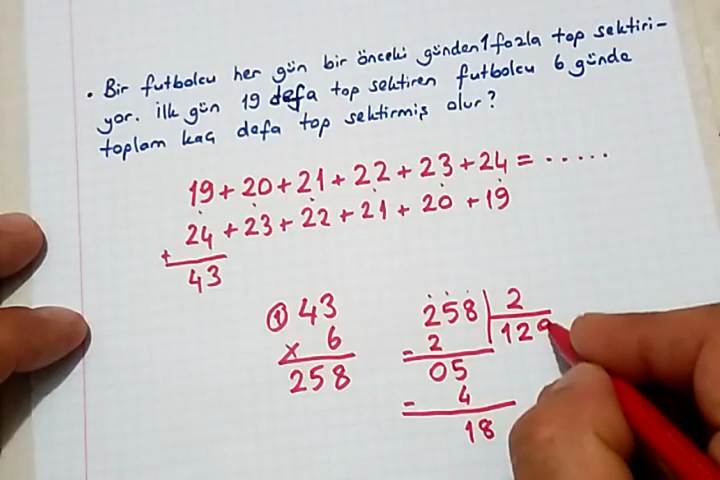 . Bir futbolcu her gün bir önceki günden 1 fazla top sektiri-
yor. İlk gün 19 defa top sektiren futbolcu 6 günde
toplam kaç defa top sektirmiş olur?
19 + 20 + 21 + 22 + 23 + 24 = .....
+ 24 + 23 + 22 + 21 + 20 + 19
43
① 43
x 6
258
258 | 2
- 2 129
05
- 4
18